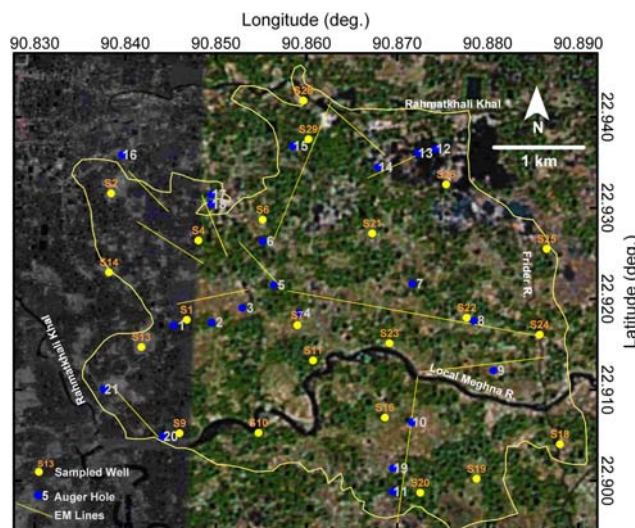 Longitude (deg.)
90.830 90.840 90.850 90.860 90.870 90.880 90.890
S28
Rahmatkhali Khal
22.940
S29
15
12
13
N
16
14
1 km
S2
17
18
22.930
S6
S21
S4
6
S25
Latitude (deg.)
S14
5
7
Frider R.
3
22.920
S1
4
S22
1
2
8
S24
S13
S23
S11
Rahmatkhali Khal
9
Local Meghna R.
21
22.910
S16
10
S9
S10
20
S18
S13
Sampled Well
19
S19
22.900
5
Auger Hole
11
S20
EM Lines